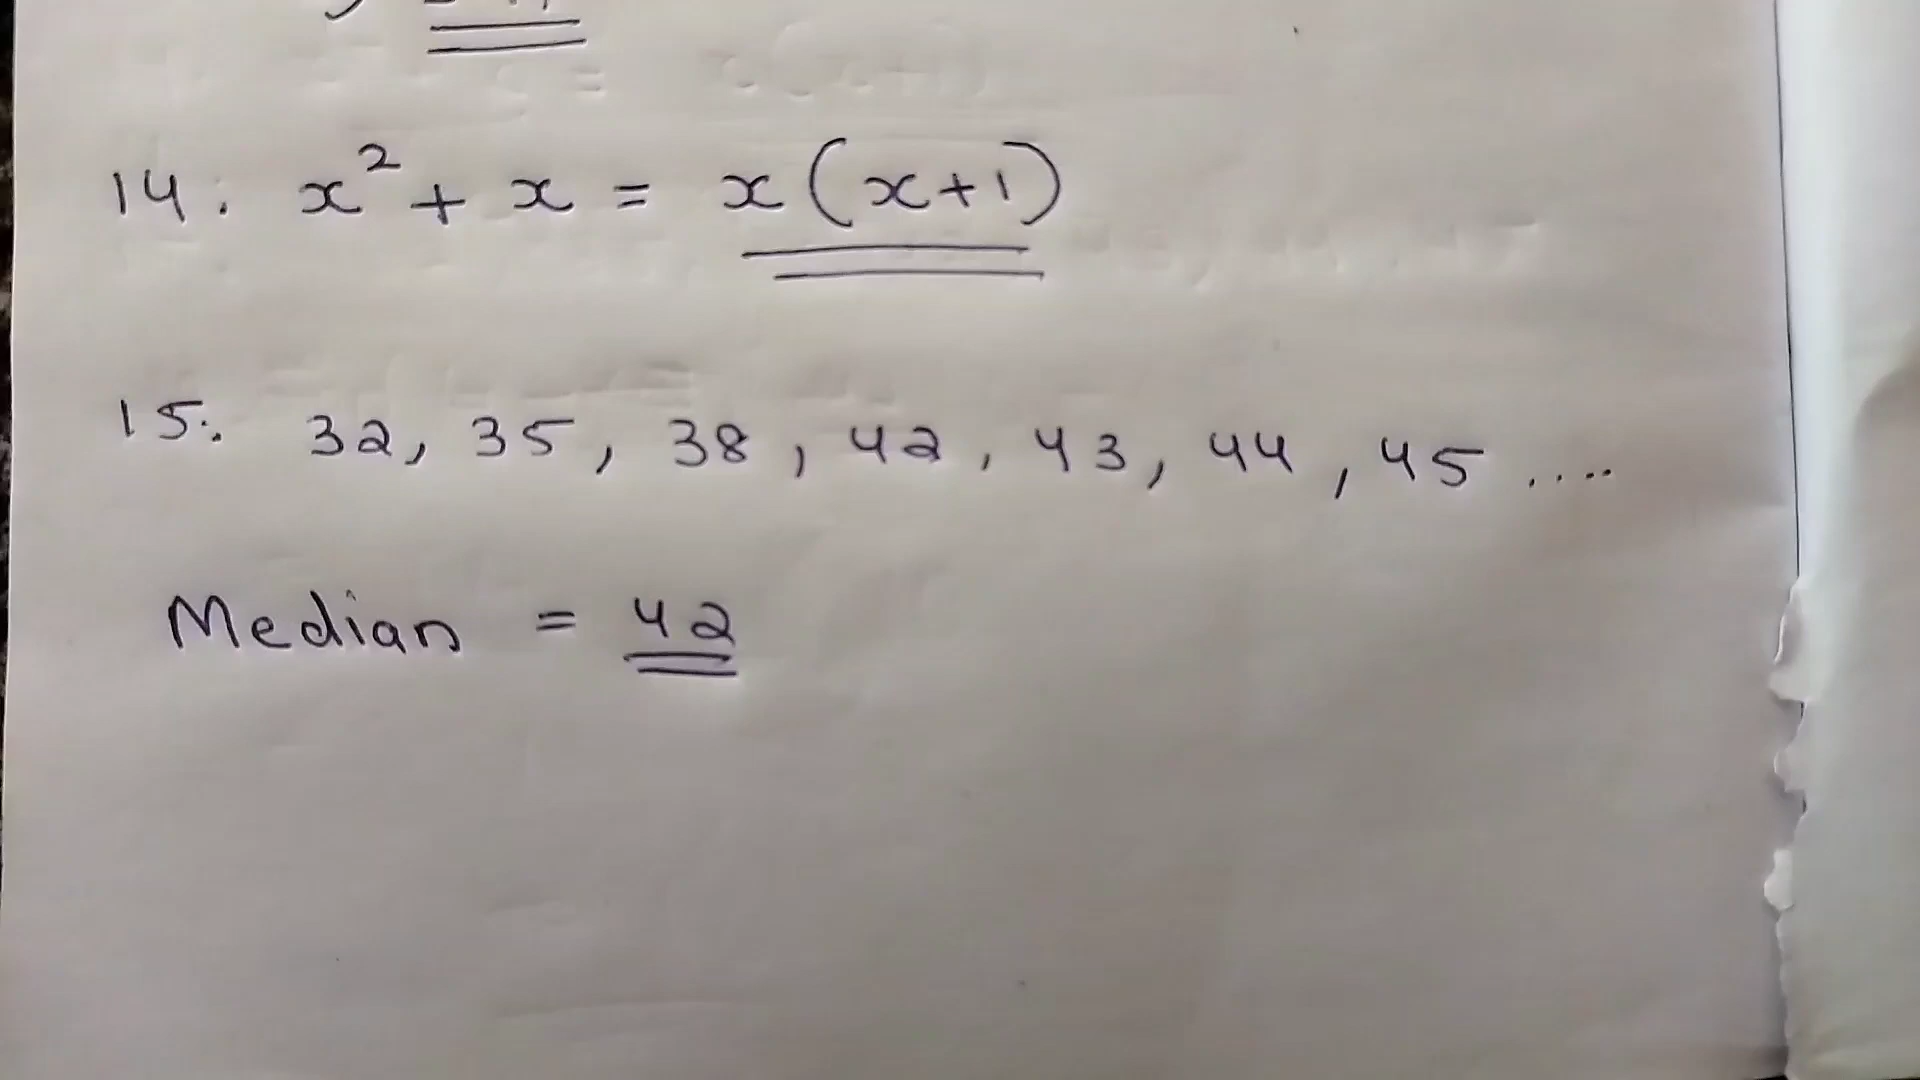 14. x² + x = x(x+1)
15. 32, 35, 38, 42, 43, 44, 45 ....
Median = 42